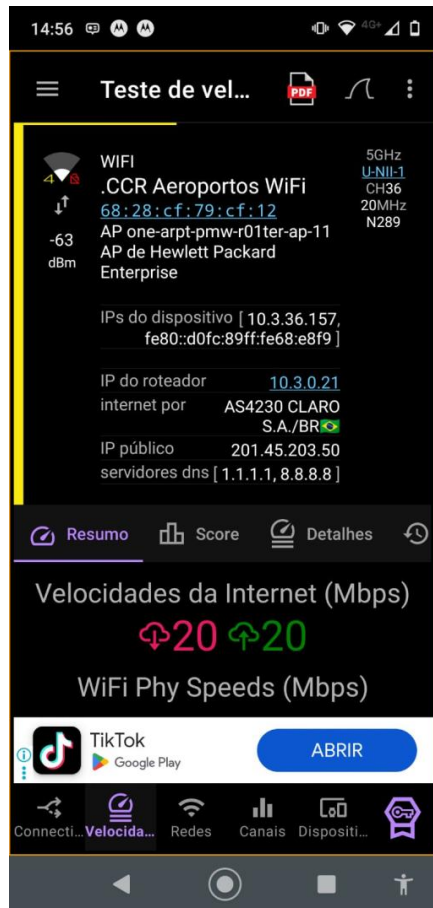 14:56
4G+
Teste de vel...
PDF
WIFI
.CCR Aeroportos WiFi
68:28:cf:79:cf:12
AP one-arpt-pmw-r01ter-ap-11
AP de Hewlett Packard
Enterprise
4
6
-63
dBm
5GHz
U-NII-1
CH36
20MHz
N289
IPs do dispositivo [ 10.3.36.157,
fe80::d0fc:89ff:fe68:e8f9 ]
IP do roteador 10.3.0.21
internet por AS4230 CLARO
S.A./BR
IP público 201.45.203.50
servidores dns [ 1.1.1.1, 8.8.8.8 ]
Resumo Score Detalhes
Velocidades da Internet (Mbps)
20 20
WiFi Phy Speeds (Mbps)
TikTok
Google Play
ABRIR
Connecti... Velocida... Redes Canais Dispositi...